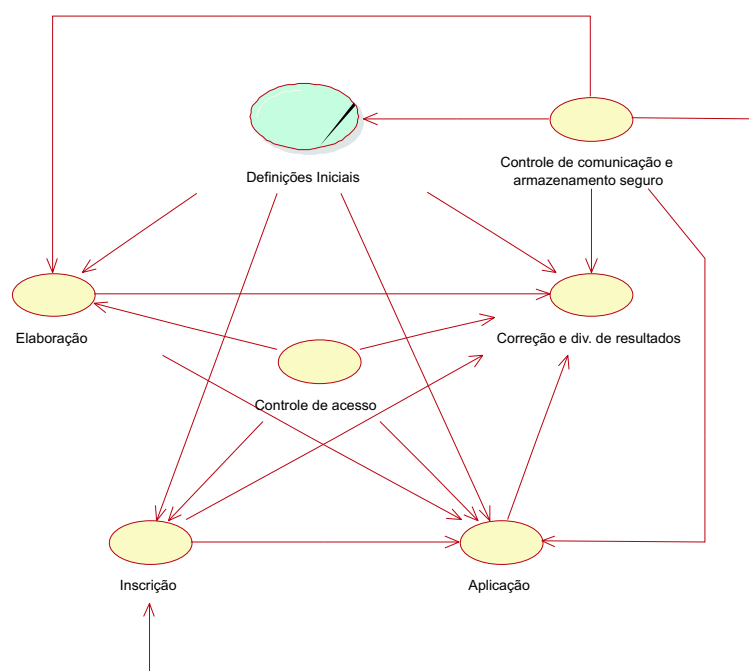 Definições Iniciais
Controle de comunicação e
armazenamento seguro
Elaboração
Correção e div. de resultados
Controle de acesso
Inscrição
Aplicação